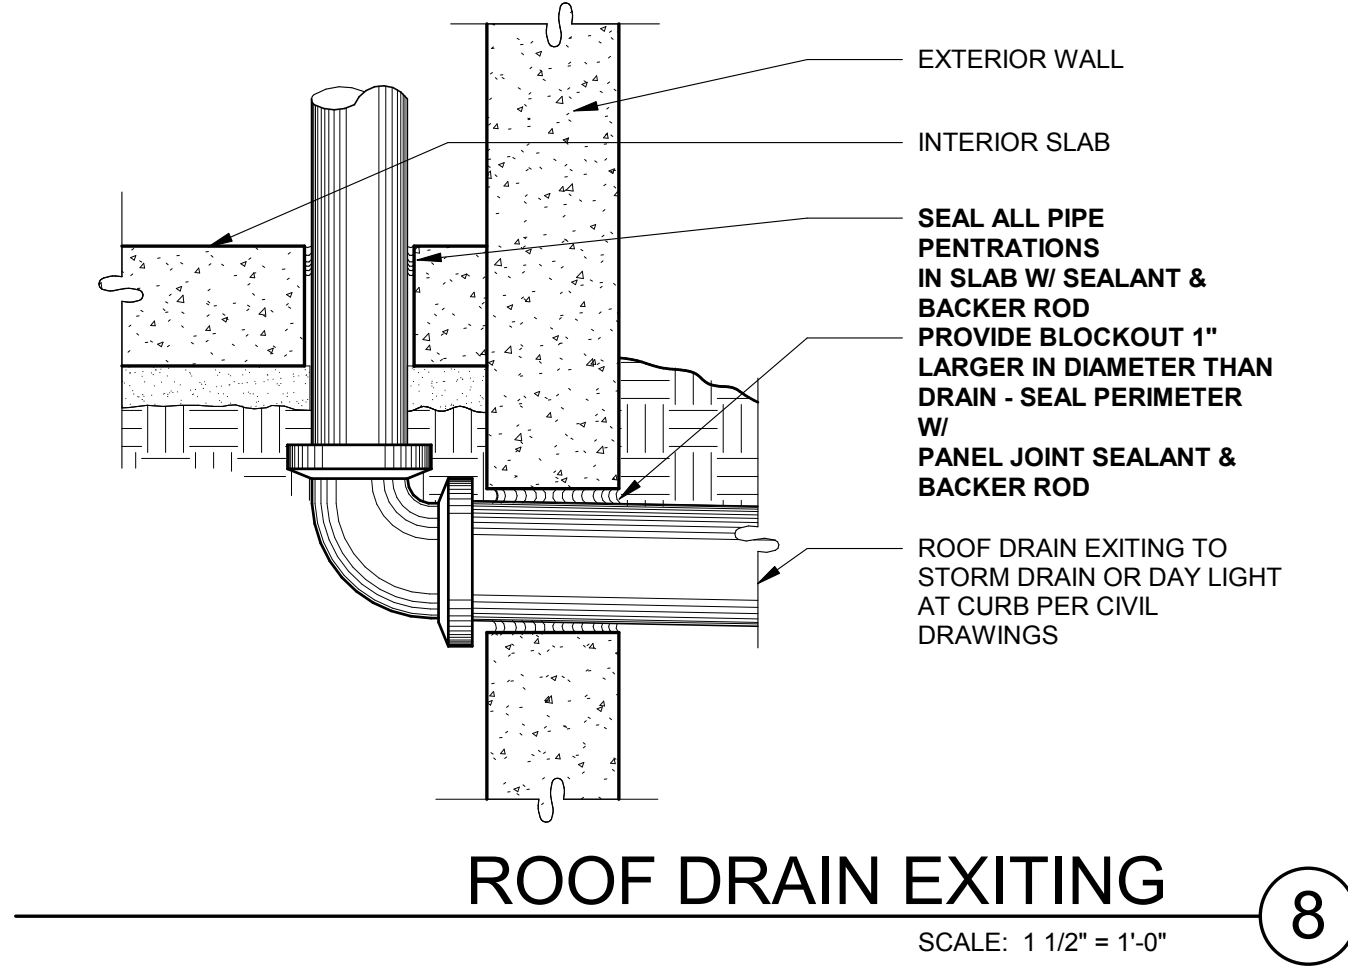 EXTERIOR WALL
INTERIOR SLAB
SEAL ALL PIPE
PENTRATIONS
IN SLAB W/ SEALANT &
BACKER ROD
PROVIDE BLOCKOUT 1"
LARGER IN DIAMETER THAN
DRAIN - SEAL PERIMETER
W/
PANEL JOINT SEALANT &
BACKER ROD
ROOF DRAIN EXITING TO
STORM DRAIN OR DAY LIGHT
AT CURB PER CIVIL
DRAWINGS
ROOF DRAIN EXITING
8
SCALE: 1 1/2" = 1'-0"